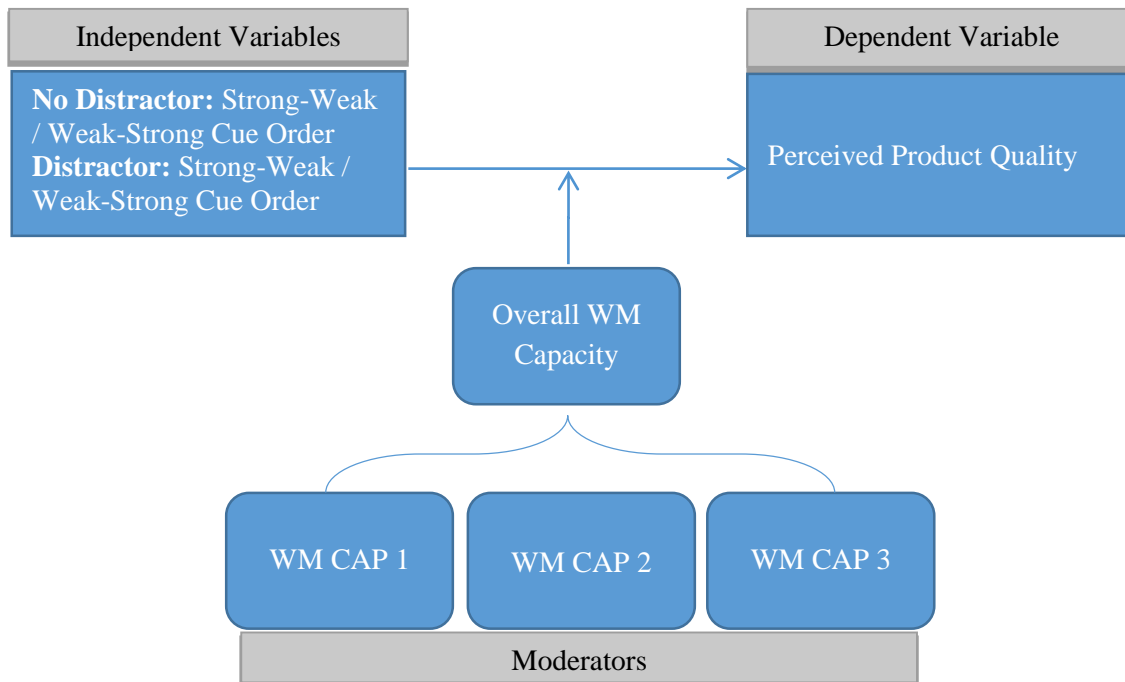 Independent Variables
Dependent Variable
No Distractor: Strong-Weak
/ Weak-Strong Cue Order
Distractor: Strong-Weak /
Weak-Strong Cue Order
Perceived Product Quality
Overall WM
Capacity
WM CAP 1
WM CAP 2
WM CAP 3
Moderators